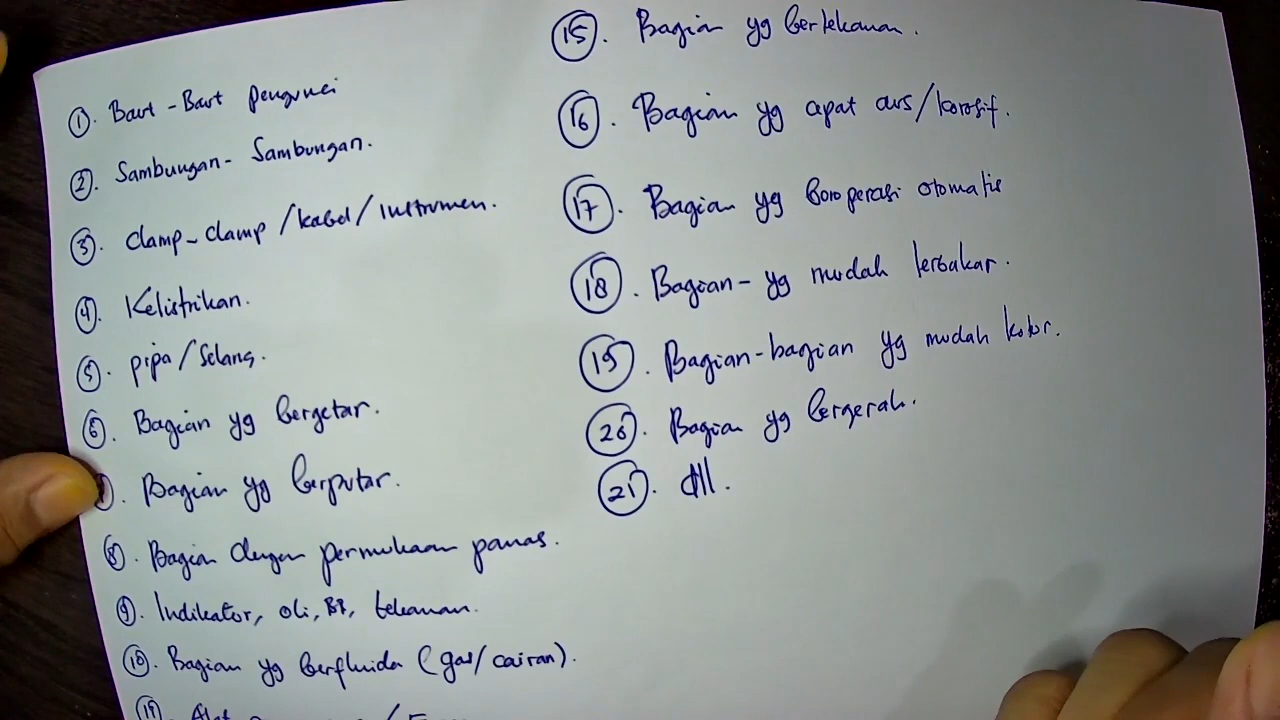 1. Baut-Baut pengunci
2. Sambungan-Sambungan.
3. Clamp-clamp/kabel/Instrumen.
4. Kelistrikan.
5. pipa/Selang.
6. Bagian yg bergetar.
Bagian yg berputar.
8. Bagian dengan permukaan panas.
9. Indikator, oli, BB, tekanan.
10. Bagian yg berfluida (gas/cairan).
15. Bagian yg bertekanan.
16. Bagian yg apat aus/korosif.
17. Bagian yg beroperasi otomatis
18. Bagian-yg mudah terbakar.
19. Bagian-bagian yg mudah kotor.
20. Bagian yg bergerak.
21. dll.